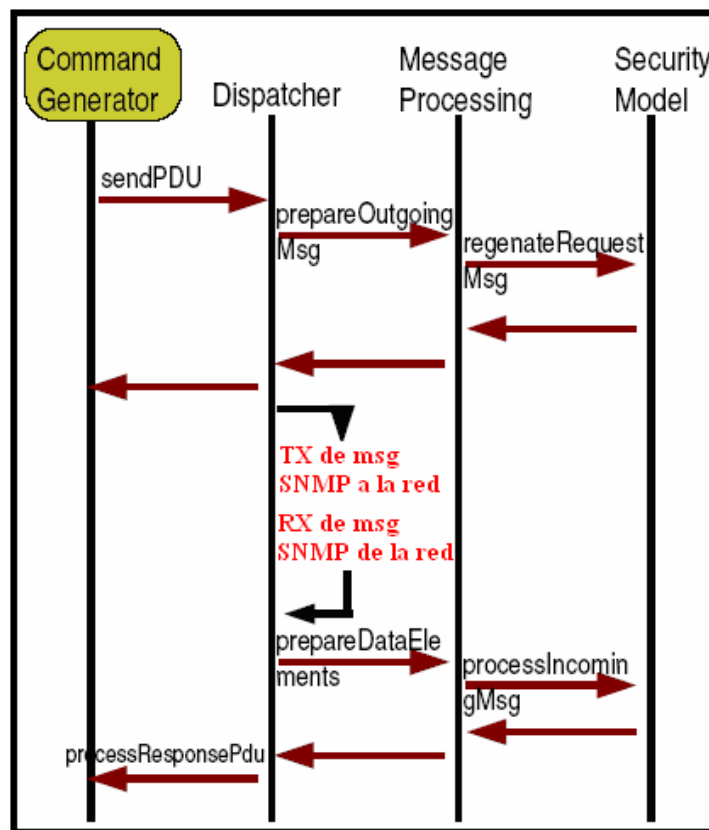 Command
Generator
Dispatcher
Message
Processing
Security
Model
sendPDU
prepareOutgoing
Msg
regenateRequest
Msg
TX de msg
SNMP a la red
RX de msg
SNMP de la red
prepareDataEle
ments
processIncomin
gMsg
processResponsePdu